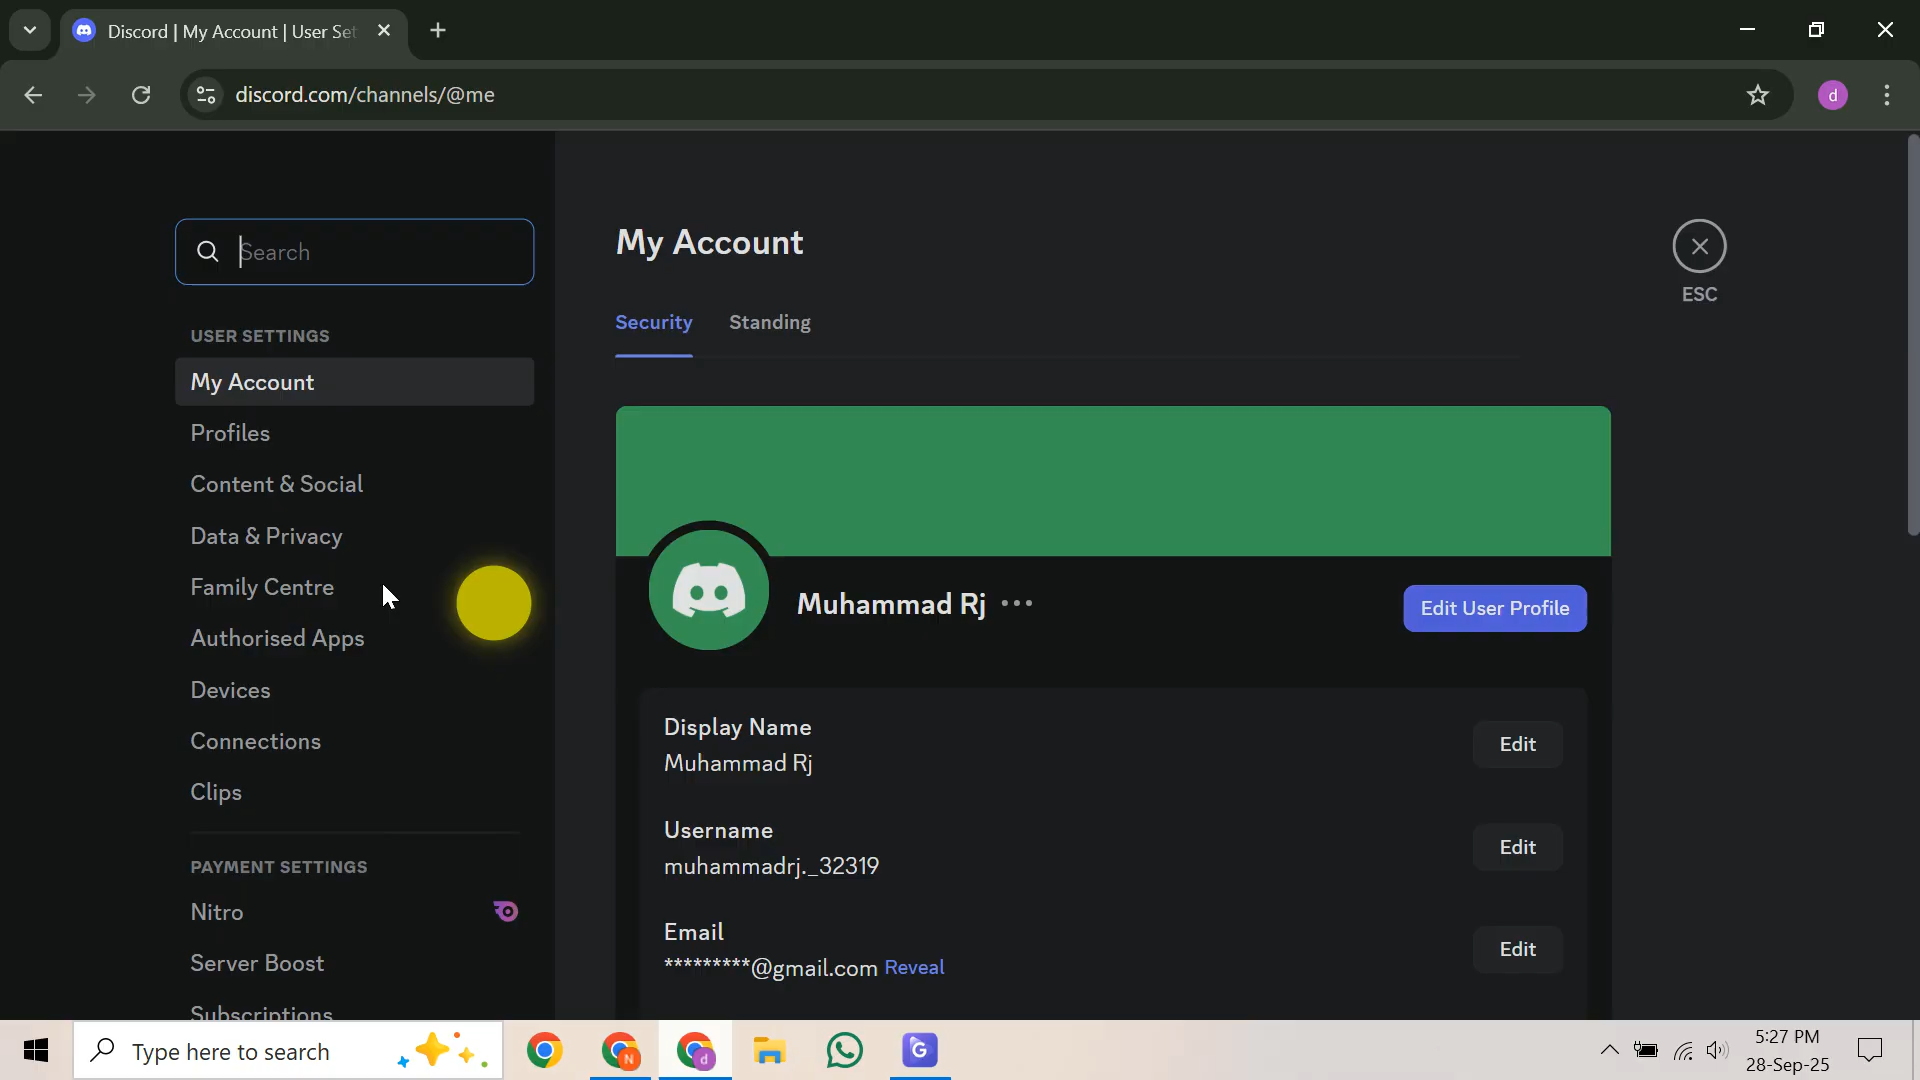 Discord | My Account | User Set
discord.com/channels/@me
d
Search
My Account
ESC
Security
Standing
USER SETTINGS
My Account
Profiles
Content & Social
Data & Privacy
Family Centre
Authorised Apps
Devices
Connections
Clips
PAYMENT SETTINGS
Nitro
Server Boost
Subscriptions
Muhammad Rj
Edit User Profile
Display Name
Muhammad Rj
Edit
Username
muhammadrj._32319
Edit
Email
*********@gmail.com Reveal
Edit
Type here to search
N
d
G
5:27 PM
28-Sep-25